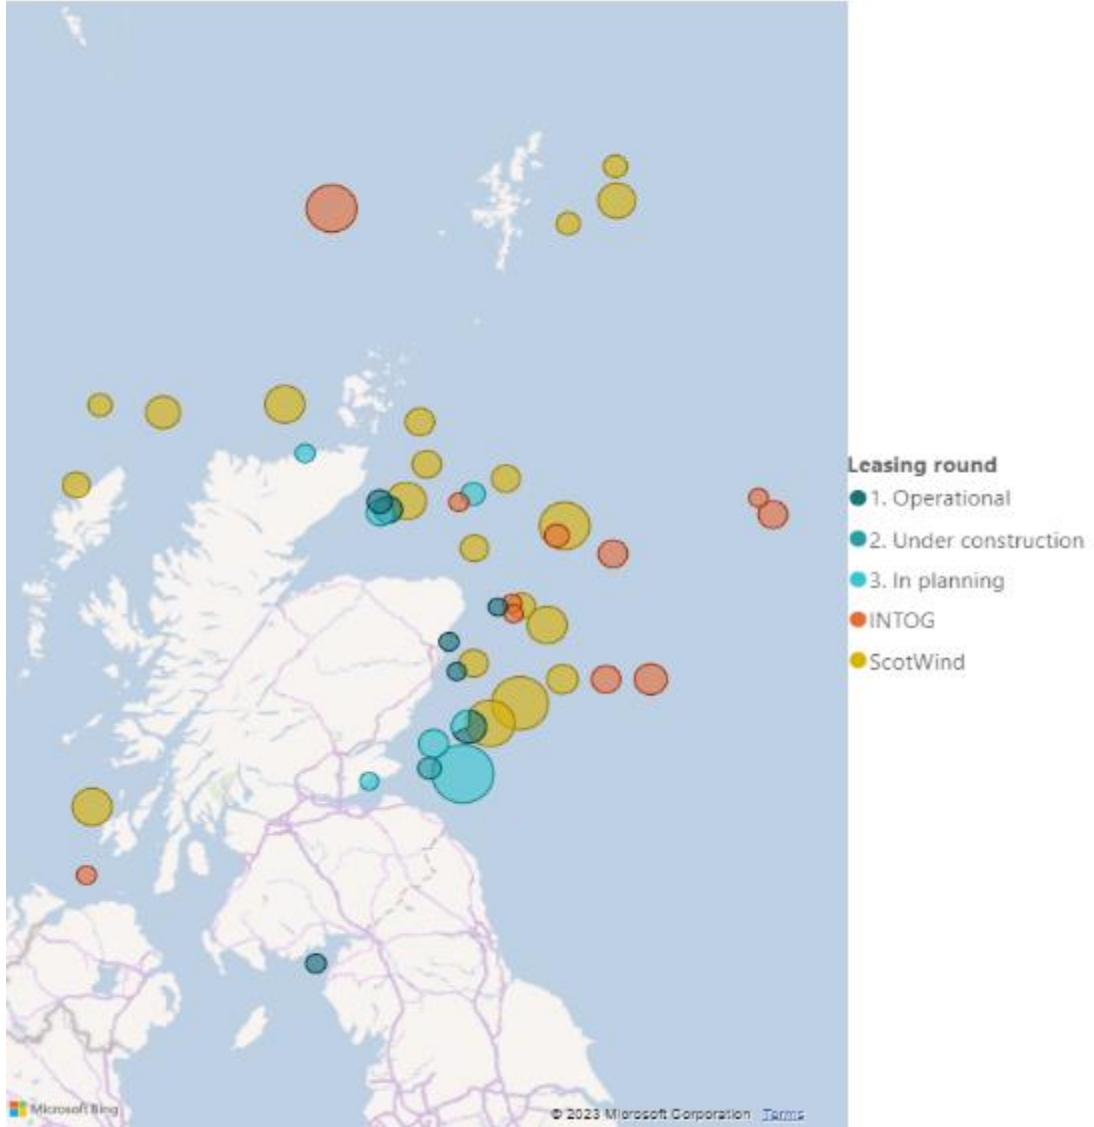 Leasing round
1. Operational
2. Under construction
3. In planning
INTOG
ScotWind
Microsoft Bing
© 2023 Microsoft Corporation Terms